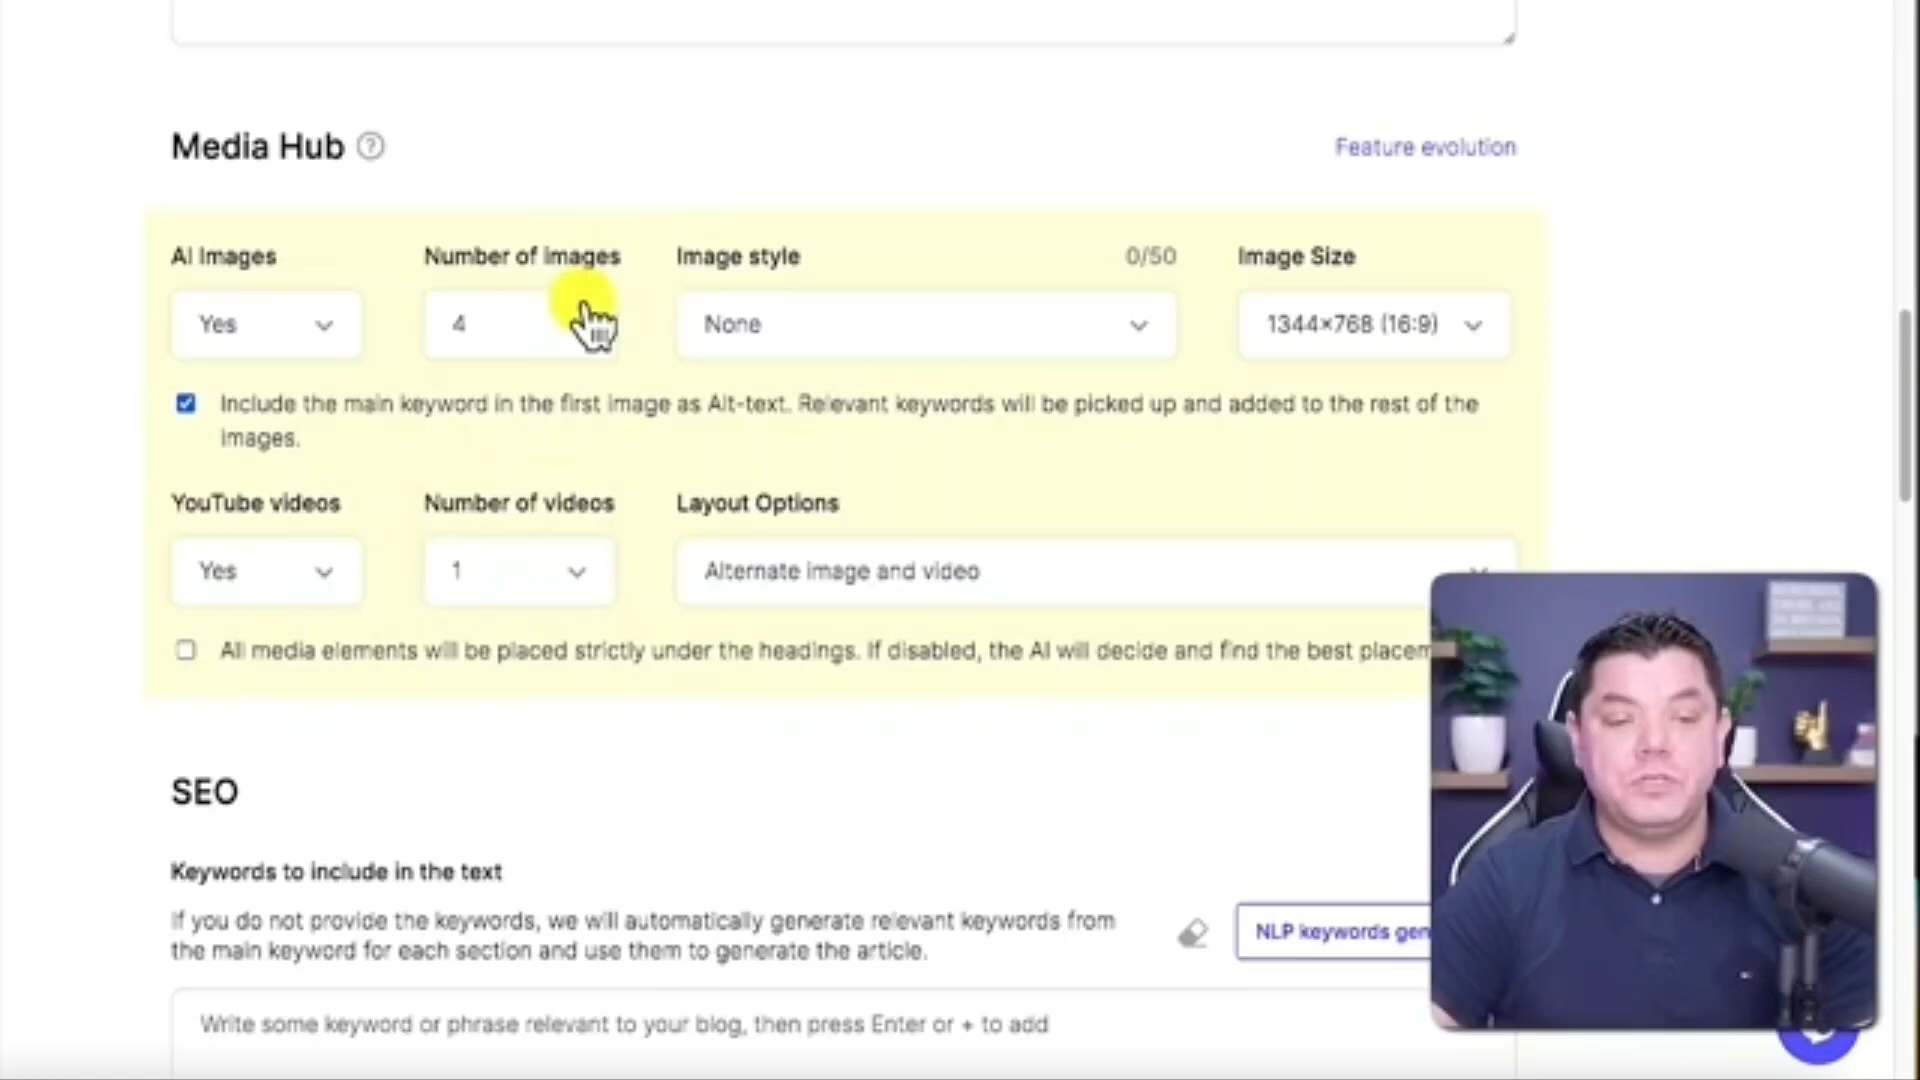 Media Hub ?
Feature evolution
AI Images
Number of images
Image style
0/50
Image Size
Yes
4
None
1344×768 (16:9)
Include the main keyword in the first image as Alt-text. Relevant keywords will be picked up and added to the rest of the
images.
YouTube videos
Number of videos
Layout Options
Yes
1
Alternate image and video
All media elements will be placed strictly under the headings. If disabled, the AI will decide and find the best placem
SEO
Keywords to include in the text
If you do not provide the keywords, we will automatically generate relevant keywords from
the main keyword for each section and use them to generate the article.
NLP keywords gen
Write some keyword or phrase relevant to your blog, then press Enter or + to add